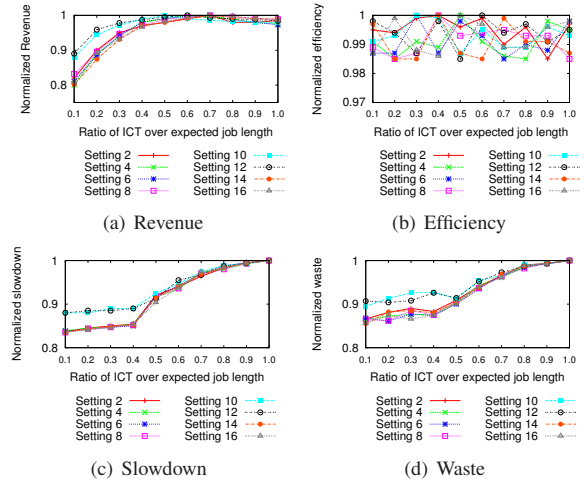 Normalized Revenue
1
0.9
0.8
0.1 0.2 0.3 0.4 0.5 0.6 0.7 0.8 0.9 1.0
Ratio of ICT over expected job length
Setting 2 Setting 10
Setting 4 Setting 12
Setting 6 Setting 14
Setting 8 Setting 16
(a) Revenue
Normalized efficiency
1
0.99
0.98
0.97
0.1 0.2 0.3 0.4 0.5 0.6 0.7 0.8 0.9 1.0
Ratio of ICT over expected job length
Setting 2 Setting 10
Setting 4 Setting 12
Setting 6 Setting 14
Setting 8 Setting 16
(b) Efficiency
Normalized slowdown
1
0.9
0.8
0.1 0.2 0.3 0.4 0.5 0.6 0.7 0.8 0.9 1.0
Ratio of ICT over expected job length
Setting 2 Setting 10
Setting 4 Setting 12
Setting 6 Setting 14
Setting 8 Setting 16
(c) Slowdown
Normalized waste
1
0.9
0.8
0.1 0.2 0.3 0.4 0.5 0.6 0.7 0.8 0.9 1.0
Ratio of ICT over expected job length
Setting 2 Setting 10
Setting 4 Setting 12
Setting 6 Setting 14
Setting 8 Setting 16
(d) Waste